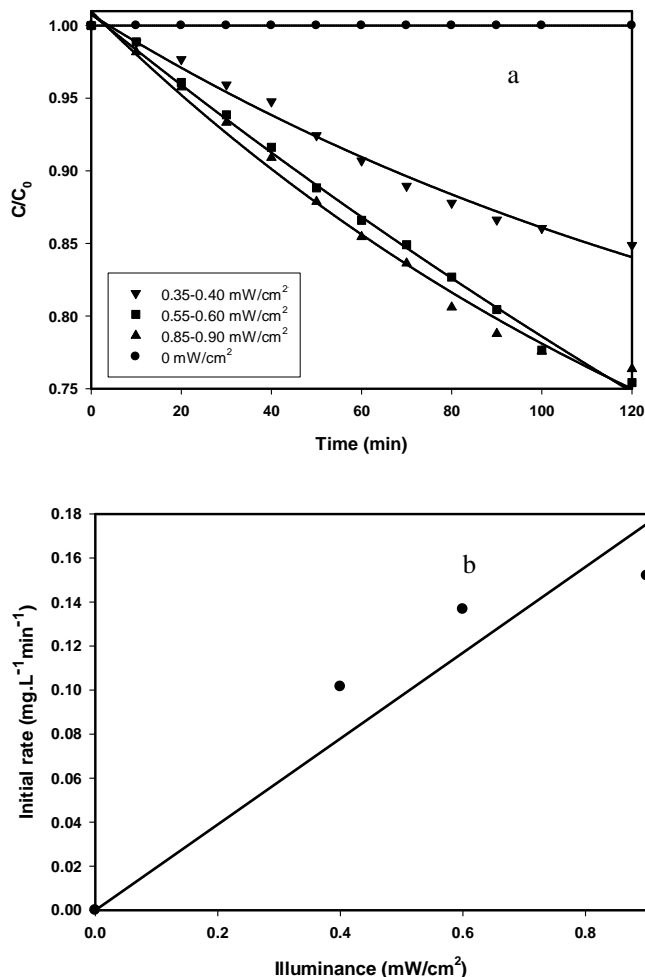 1.00
a
0.95
0.90
C/C₀
0.85
0.35-0.40 mW/cm²
0.55-0.60 mW/cm²
0.80
0.85-0.90 mW/cm²
0 mW/cm²
0.75
0 20 40 60 80 100 120
Time (min)
0.18
b
0.16
0.14
0.12
0.10
Initial rate (mg.L⁻¹min⁻¹)
0.08
0.06
0.04
0.02
0.00
0.0 0.2 0.4 0.6 0.8
Illuminance (mW/cm²)